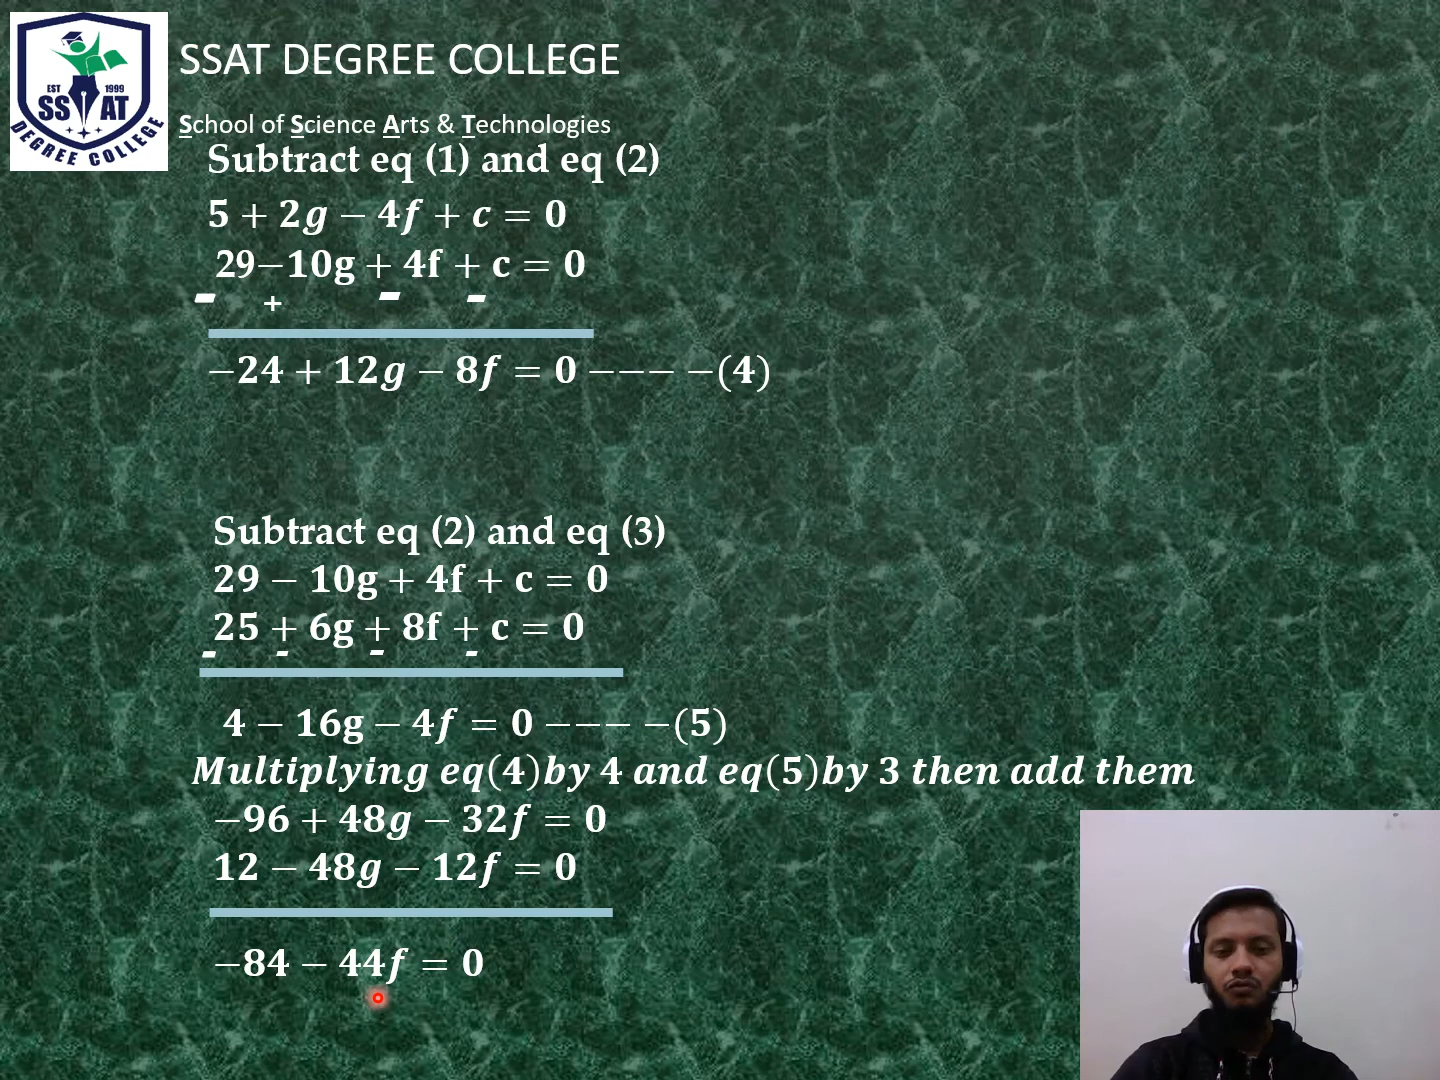 EST 1999
SS AT
DEGREE COLLEGE
SSAT DEGREE COLLEGE
School of Science Arts & Technologies
Subtract eq (1) and eq (2)
5 + 2g − 4f + c = 0
29−10g + 4f + c = 0
- + - -
−24 + 12g − 8f = 0 −−− −(4)
Subtract eq (2) and eq (3)
29 − 10g + 4f + c = 0
25 + 6g + 8f + c = 0
- - - -
4 − 16g − 4f = 0 −−− −(5)
Multiplying eq(4)by 4 and eq(5)by 3 then add them
−96 + 48g − 32f = 0
12 − 48g − 12f = 0
−84 − 44f = 0